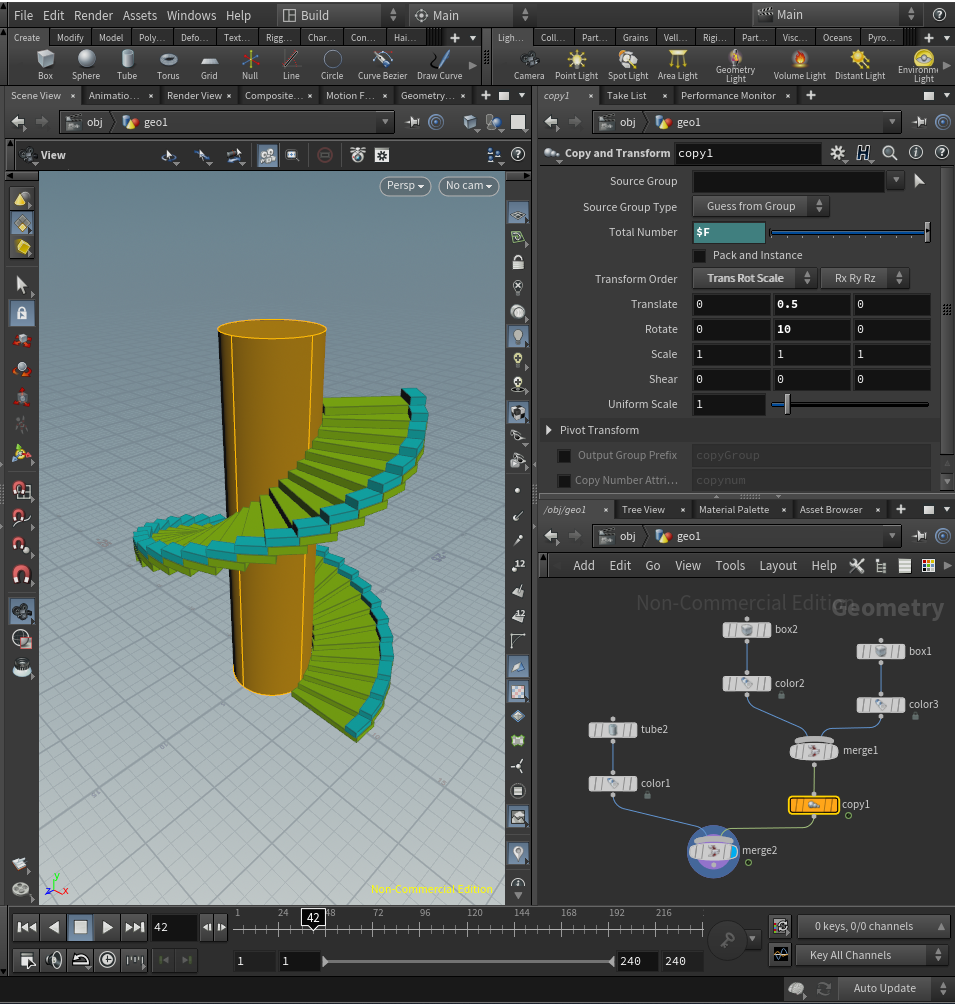 File Edit Render Assets Windows Help Build Main Main
Create Modify Model Poly... Defo... Text... Rigg... Char... Con... Hai... Ligh... Coll... Part... Grains Vell... Rigi... Part... Visc... Oceans Pyro...
Box Sphere Tube Torus Grid Null Line Circle Curve Bezier Draw Curve Camera Point Light Spot Light Area Light Geometry Light Volume Light Distant Light Environme Light
Scene View Animatio... Render View Composite... Motion F... Geometry... copy1 Take List Performance Monitor
obj geo1 obj geo1
View Copy and Transform copy1
Persp No cam
Source Group
Source Group Type Guess from Group
Total Number $F
Pack and Instance
Transform Order Trans Rot Scale Rx Ry Rz
Translate 0 0.5 0
Rotate 0 10 0
Scale 1 1 1
Shear 0 0 0
Uniform Scale 1
Pivot Transform
Output Group Prefix copyGroup
Copy Number Attri... copynum
/obj/geo1 Tree View Material Palette Asset Browser
obj geo1
Add Edit Go View Tools Layout Help
Non-Commercial Edition Geometry
box2
box1
color2
color3
tube2
merge1
color1
copy1
merge2
12
42
y
z x
Non-Commercial Edition
42 1 24 42 48 72 96 120 144 168 192 216
0 keys, 0/0 channels
1 1 240 240 Key All Channels
Auto Update